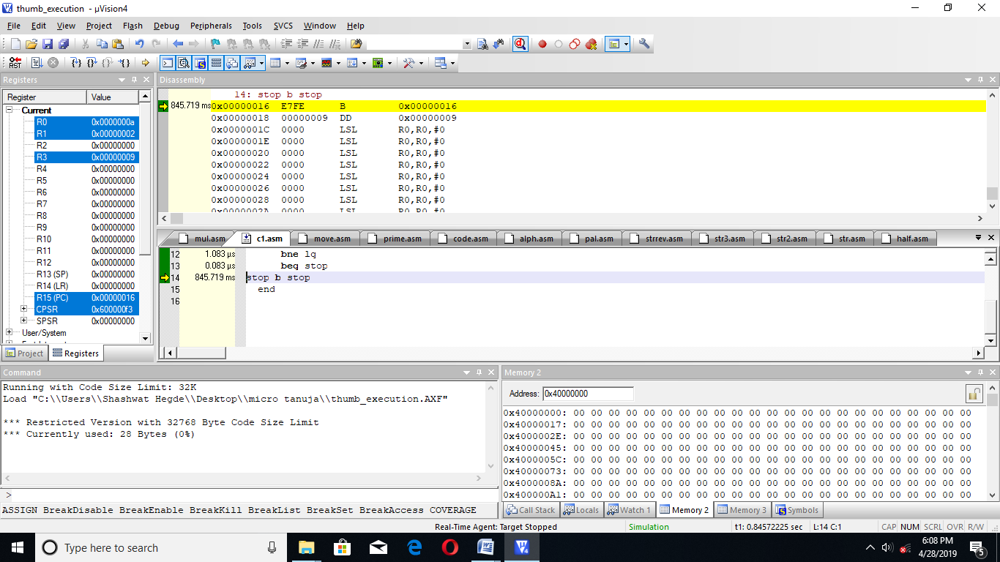 thumb_execution - µVision4
File Edit View Project Flash Debug Peripherals Tools SVCS Window Help
RST
Registers
Register Value
Current
R0 0x0000000a
R1 0x00000002
R2 0x00000000
R3 0x00000009
R4 0x00000000
R5 0x00000000
R6 0x00000000
R7 0x00000000
R8 0x00000000
R9 0x00000000
R10 0x00000000
R11 0x00000000
R12 0x00000000
R13 (SP) 0x00000000
R14 (LR) 0x00000000
R15 (PC) 0x00000016
CPSR 0x600000f3
SPSR 0x00000000
User/System
Project Registers
Disassembly
14: stop b stop
845.719 ms 0x00000016 E7FE B 0x00000016
0x00000018 00000009 DD 0x00000009
0x0000001C 0000 LSL R0,R0,#0
0x0000001E 0000 LSL R0,R0,#0
0x00000020 0000 LSL R0,R0,#0
0x00000022 0000 LSL R0,R0,#0
0x00000024 0000 LSL R0,R0,#0
0x00000026 0000 LSL R0,R0,#0
0x00000028 0000 LSL R0,R0,#0
0x0000002A 0000 LSL R0,R0,#0
mul.asm c1.asm move.asm prime.asm code.asm alph.asm pal.asm strrev.asm str3.asm str2.asm str.asm half.asm
12 1.083 µs bne lq
13 0.083 µs beq stop
14 845.719 ms stop b stop
15 end
16
Command
Running with Code Size Limit: 32K
Load "C:\\Users\\Shashwat Hegde\\Desktop\\micro tanuja\\thumb_execution.AXF"
*** Restricted Version with 32768 Byte Code Size Limit
*** Currently used: 28 Bytes (0%)
>
ASSIGN BreakDisable BreakEnable BreakKill BreakList BreakSet BreakAccess COVERAGE
Memory 2
Address: 0x40000000
0x40000000: 00 00 00 00 00 00 00 00 00 00 00 00 00 00 00 00 00 00 00 00 00 00 00
0x40000017: 00 00 00 00 00 00 00 00 00 00 00 00 00 00 00 00 00 00 00 00 00 00 00
0x4000002E: 00 00 00 00 00 00 00 00 00 00 00 00 00 00 00 00 00 00 00 00 00 00 00
0x40000045: 00 00 00 00 00 00 00 00 00 00 00 00 00 00 00 00 00 00 00 00 00 00 00
0x4000005C: 00 00 00 00 00 00 00 00 00 00 00 00 00 00 00 00 00 00 00 00 00 00 00
0x40000073: 00 00 00 00 00 00 00 00 00 00 00 00 00 00 00 00 00 00 00 00 00 00 00
0x4000008A: 00 00 00 00 00 00 00 00 00 00 00 00 00 00 00 00 00 00 00 00 00 00 00
0x400000A1: 00 00 00 00 00 00 00 00 00 00 00 00 00 00 00 00 00 00 00 00 00 00 00
Call Stack Locals Watch 1 Memory 2 Memory 3 Symbols
Real-Time Agent: Target Stopped Simulation t1: 0.84572225 sec L:14 C:1 CAP NUM SCRL OVR R/W
Type here to search
6:08 PM
4/28/2019
5